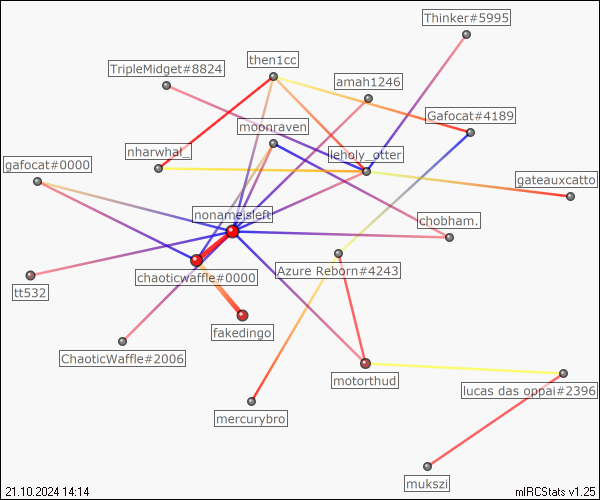 Thinker#5995
then1cc
TripleMidget#8824
amah1246
Gafocat#4189
moonraven
nharwhal_
leholy_otter
gafocat#0000
gateauxcatto
nonameisleft
chobham.
chaoticwaffle#0000
Azure Reborn#4243
tt532
fakedingo
ChaoticWaffle#2006
motorthud
lucas das oppai#2396
mercurybro
mukszi
21.10.2024 14:14
mIRCStats v1.25